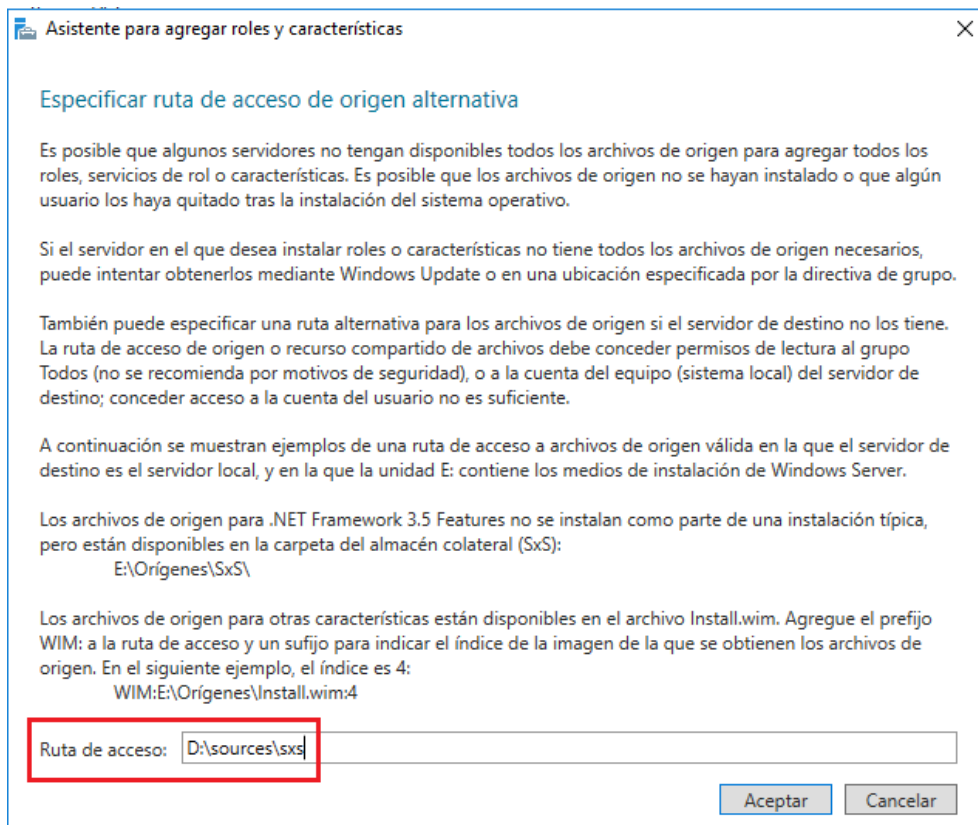 Asistente para agregar roles y características
Especificar ruta de acceso de origen alternativa
Es posible que algunos servidores no tengan disponibles todos los archivos de origen para agregar todos los
roles, servicios de rol o características. Es posible que los archivos de origen no se hayan instalado o que algún
usuario los haya quitado tras la instalación del sistema operativo.
Si el servidor en el que desea instalar roles o características no tiene todos los archivos de origen necesarios,
puede intentar obtenerlos mediante Windows Update o en una ubicación especificada por la directiva de grupo.
También puede especificar una ruta alternativa para los archivos de origen si el servidor de destino no los tiene.
La ruta de acceso de origen o recurso compartido de archivos debe conceder permisos de lectura al grupo
Todos (no se recomienda por motivos de seguridad), o a la cuenta del equipo (sistema local) del servidor de
destino; conceder acceso a la cuenta del usuario no es suficiente.
A continuación se muestran ejemplos de una ruta de acceso a archivos de origen válida en la que el servidor de
destino es el servidor local, y en la que la unidad E: contiene los medios de instalación de Windows Server.
Los archivos de origen para .NET Framework 3.5 Features no se instalan como parte de una instalación típica,
pero están disponibles en la carpeta del almacén colateral (SxS):
E:\Orígenes\SxS\
Los archivos de origen para otras características están disponibles en el archivo Install.wim. Agregue el prefijo
WIM: a la ruta de acceso y un sufijo para indicar el índice de la imagen de la que se obtienen los archivos de
origen. En el siguiente ejemplo, el índice es 4:
WIM:E:\Orígenes\Install.wim:4
Ruta de acceso: D:\sources\sxs
Aceptar Cancelar